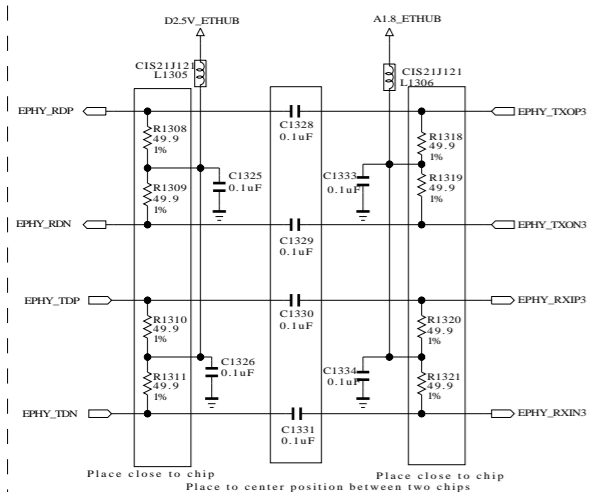 D2.5V_ETHUB
A1.8_ETHUB
CIS21J121
L1305
CIS21J121
L1306
EPHY_RDP
EPHY_TXOP3
R1308
49.9
1%
C1328
0.1uF
R1318
49.9
1%
C1325
0.1uF
C1333
0.1uF
R1309
49.9
1%
R1319
49.9
1%
EPHY_RDN
EPHY_TXON3
C1329
0.1uF
EPHY_TDP
EPHY_RXIP3
R1310
49.9
1%
C1330
0.1uF
R1320
49.9
1%
C1326
0.1uF
C1334
0.1uF
R1311
49.9
1%
R1321
49.9
1%
EPHY_TDN
EPHY_RXIN3
C1331
0.1uF
Place close to chip
Place close to chip
Place to center position between two chips